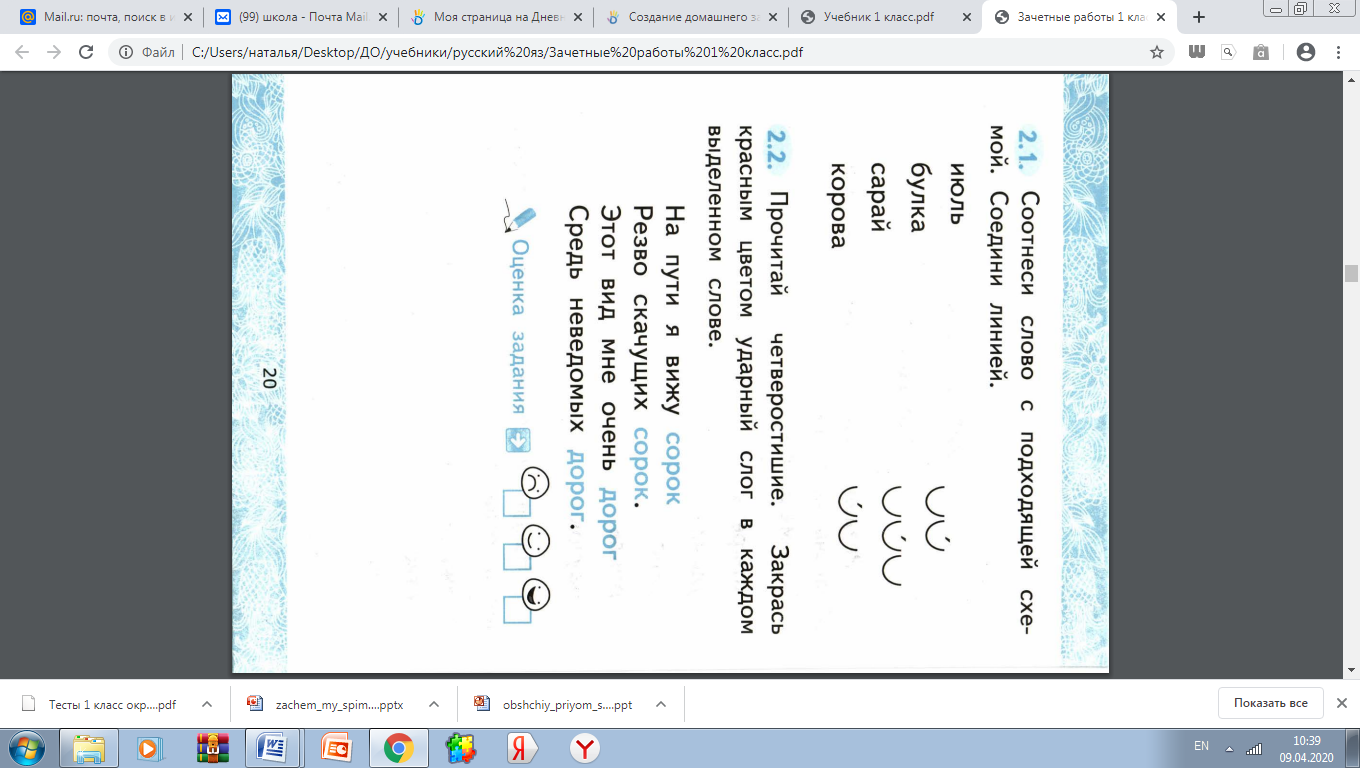 Mail.ru: почта, поиск в и
(99) школа - Почта Mail.
Моя страница на Дневн
Создание домашнего за
Учебник 1 класс.pdf
Зачетные работы 1 клас
Файл
C:/Users/наталья/Desktop/ДО/учебники/русский%20яз/Зачетные%20работы%201%20класс.pdf
2.1. Соотнеси слово с подходящей схе-
мой. Соедини линией.
июль
булка
сарай
корова
2.2. Прочитай четверостишие. Закрась
красным цветом ударный слог в каждом
выделенном слове.
На пути я вижу сорок
Резво скачущих сорок.
Этот вид мне очень дорог
Средь неведомых дорог.
Оценка задания
20
Тесты 1 класс окр....pdf
zachem_my_spim....pptx
obshchiy_priyom_s....ppt
Показать все
EN
10:39
09.04.2020